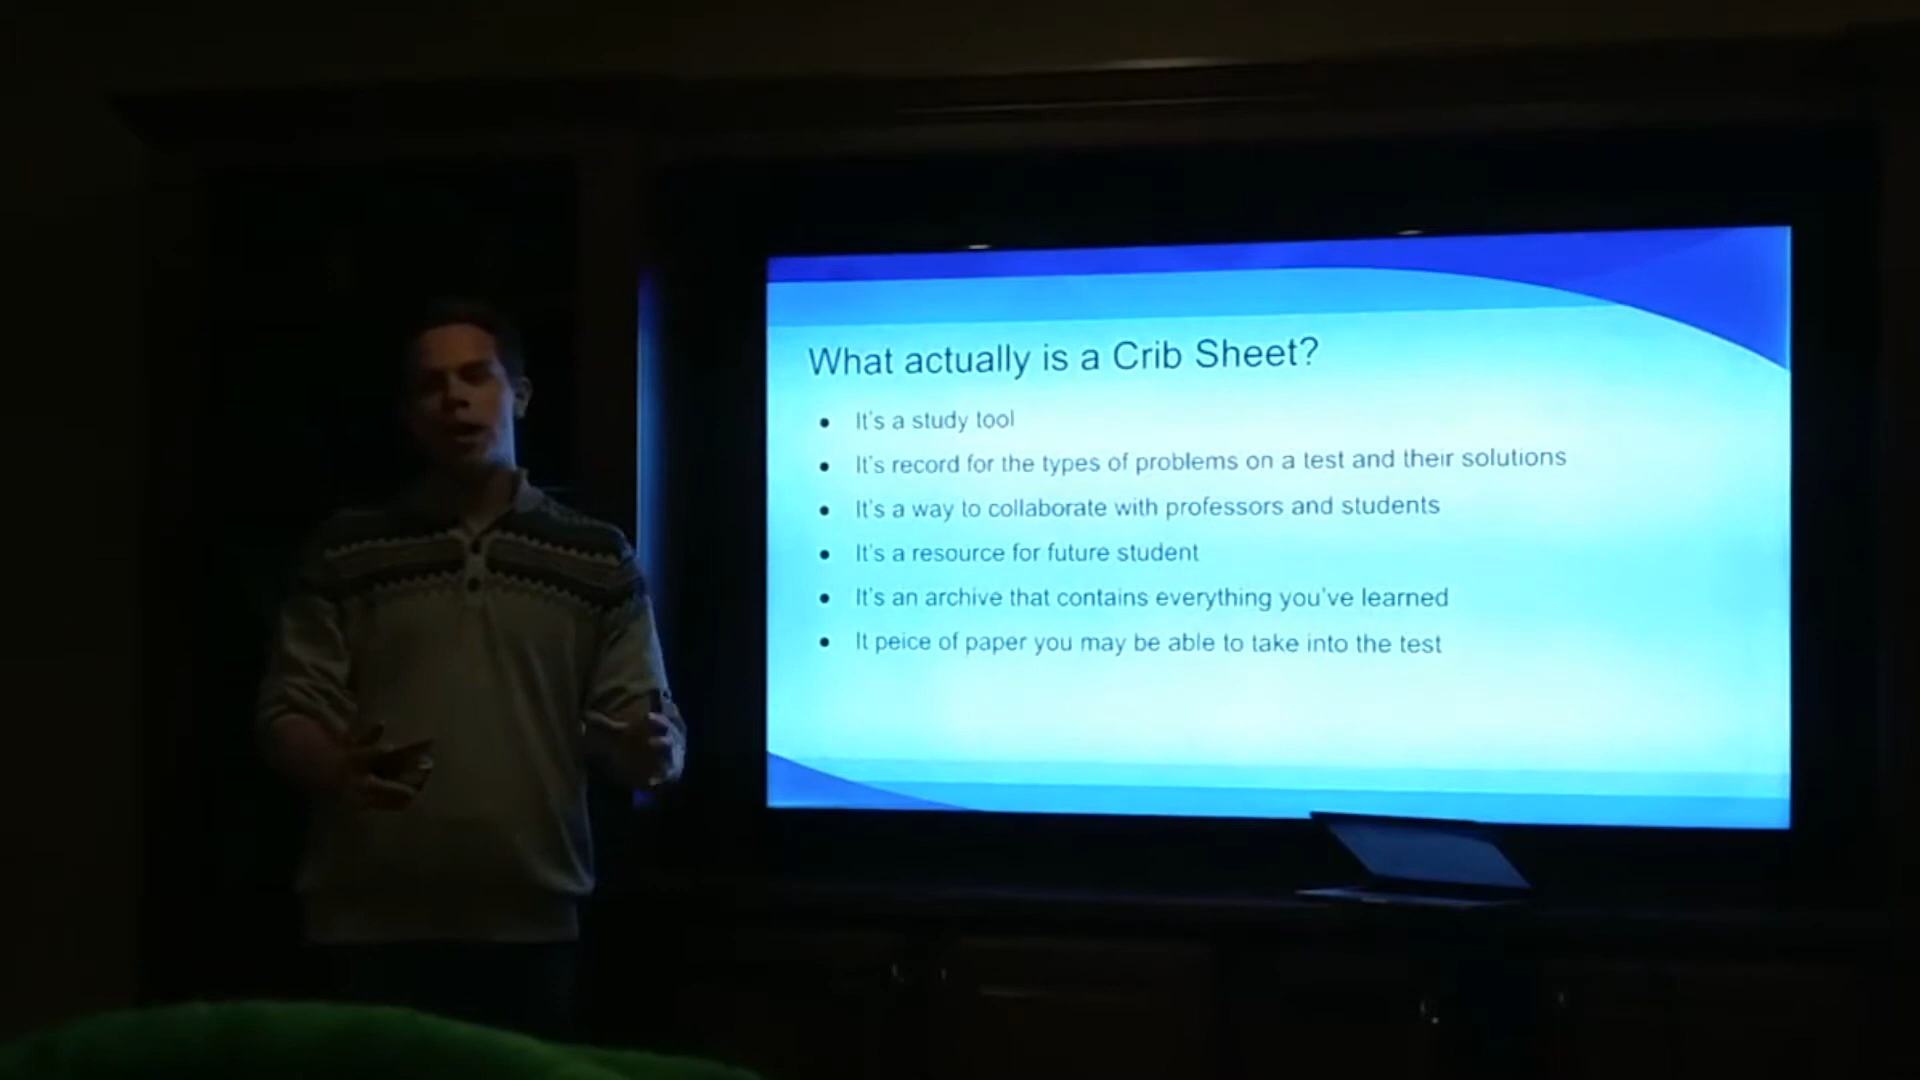 What actually is a Crib Sheet?
• It's a study tool
• It's record for the types of problems on a test and their solutions
• It's a way to collaborate with professors and students
• It's a resource for future student
• It's an archive that contains everything you've learned
• It peice of paper you may be able to take into the test